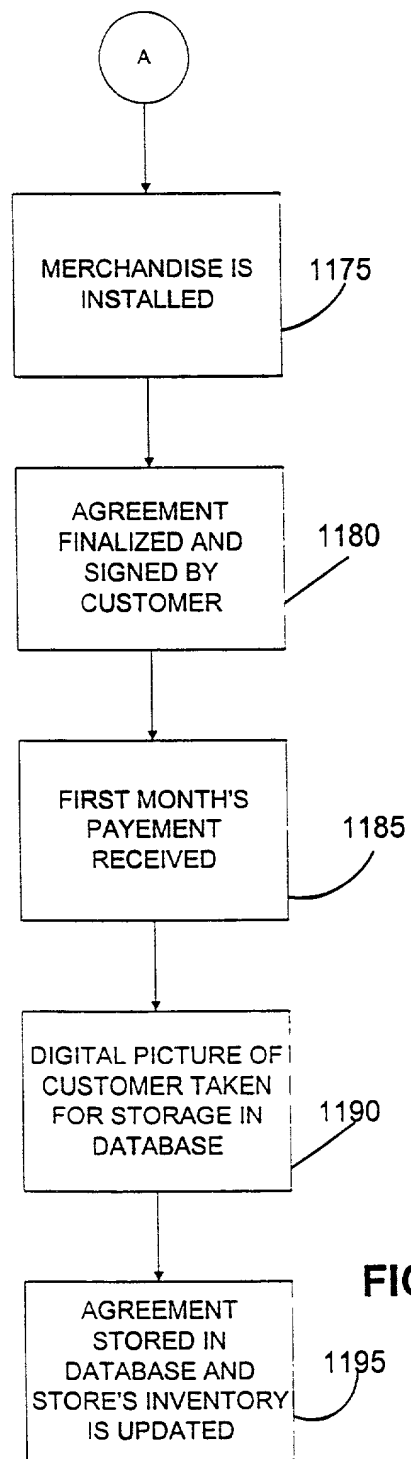 A
MERCHANDISE IS
INSTALLED
1175
AGREEMENT
FINALIZED AND
SIGNED BY
CUSTOMER
1180
FIRST MONTH'S
PAYEMENT
RECEIVED
1185
DIGITAL PICTURE OF
CUSTOMER TAKEN
FOR STORAGE IN
DATABASE
1190
FIG
AGREEMENT
STORED IN
DATABASE AND
STORE'S INVENTORY
IS UPDATED
1195